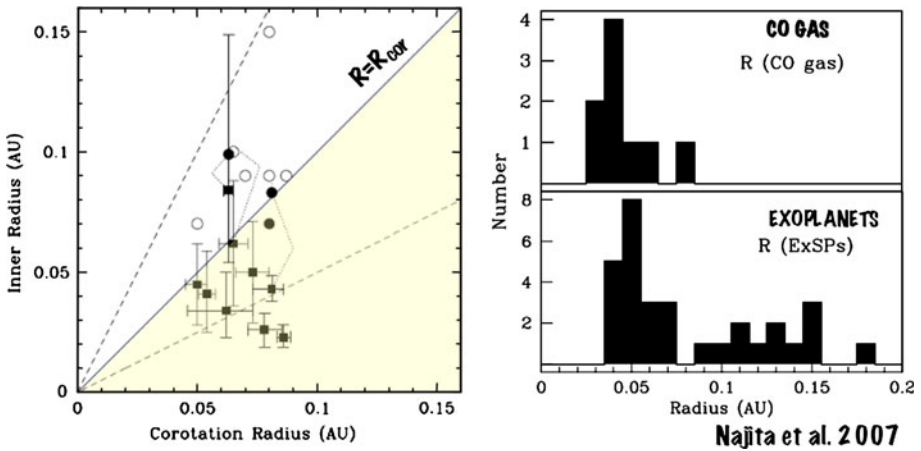 0.15
0.1
0.05
0
Inner Radius (AU)
R=R_COR
0
0.05
0.1
0.15
Corotation Radius (AU)
4
3
2
1
CO GAS
R (CO gas)
Number
8
6
4
2
EXOPLANETS
R (ExSPs)
0
0.05
0.1
0.15
0.2
Radius (AU)
Najita et al. 2007